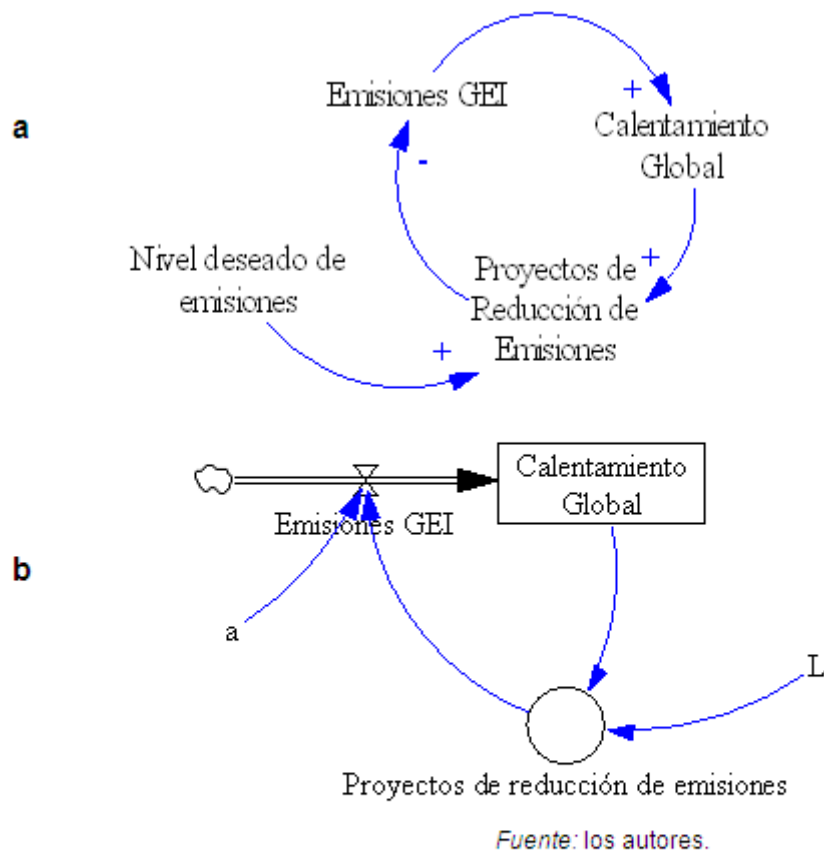 a
Emisiones GEI
+
Calentamiento
Global
-
+
Nivel deseado de
emisiones
Proyectos de
Reducción de
Emisiones
+
b
Calentamiento
Global
Emisiones GEI
a
L
Proyectos de reducción de emisiones
Fuente: los autores.